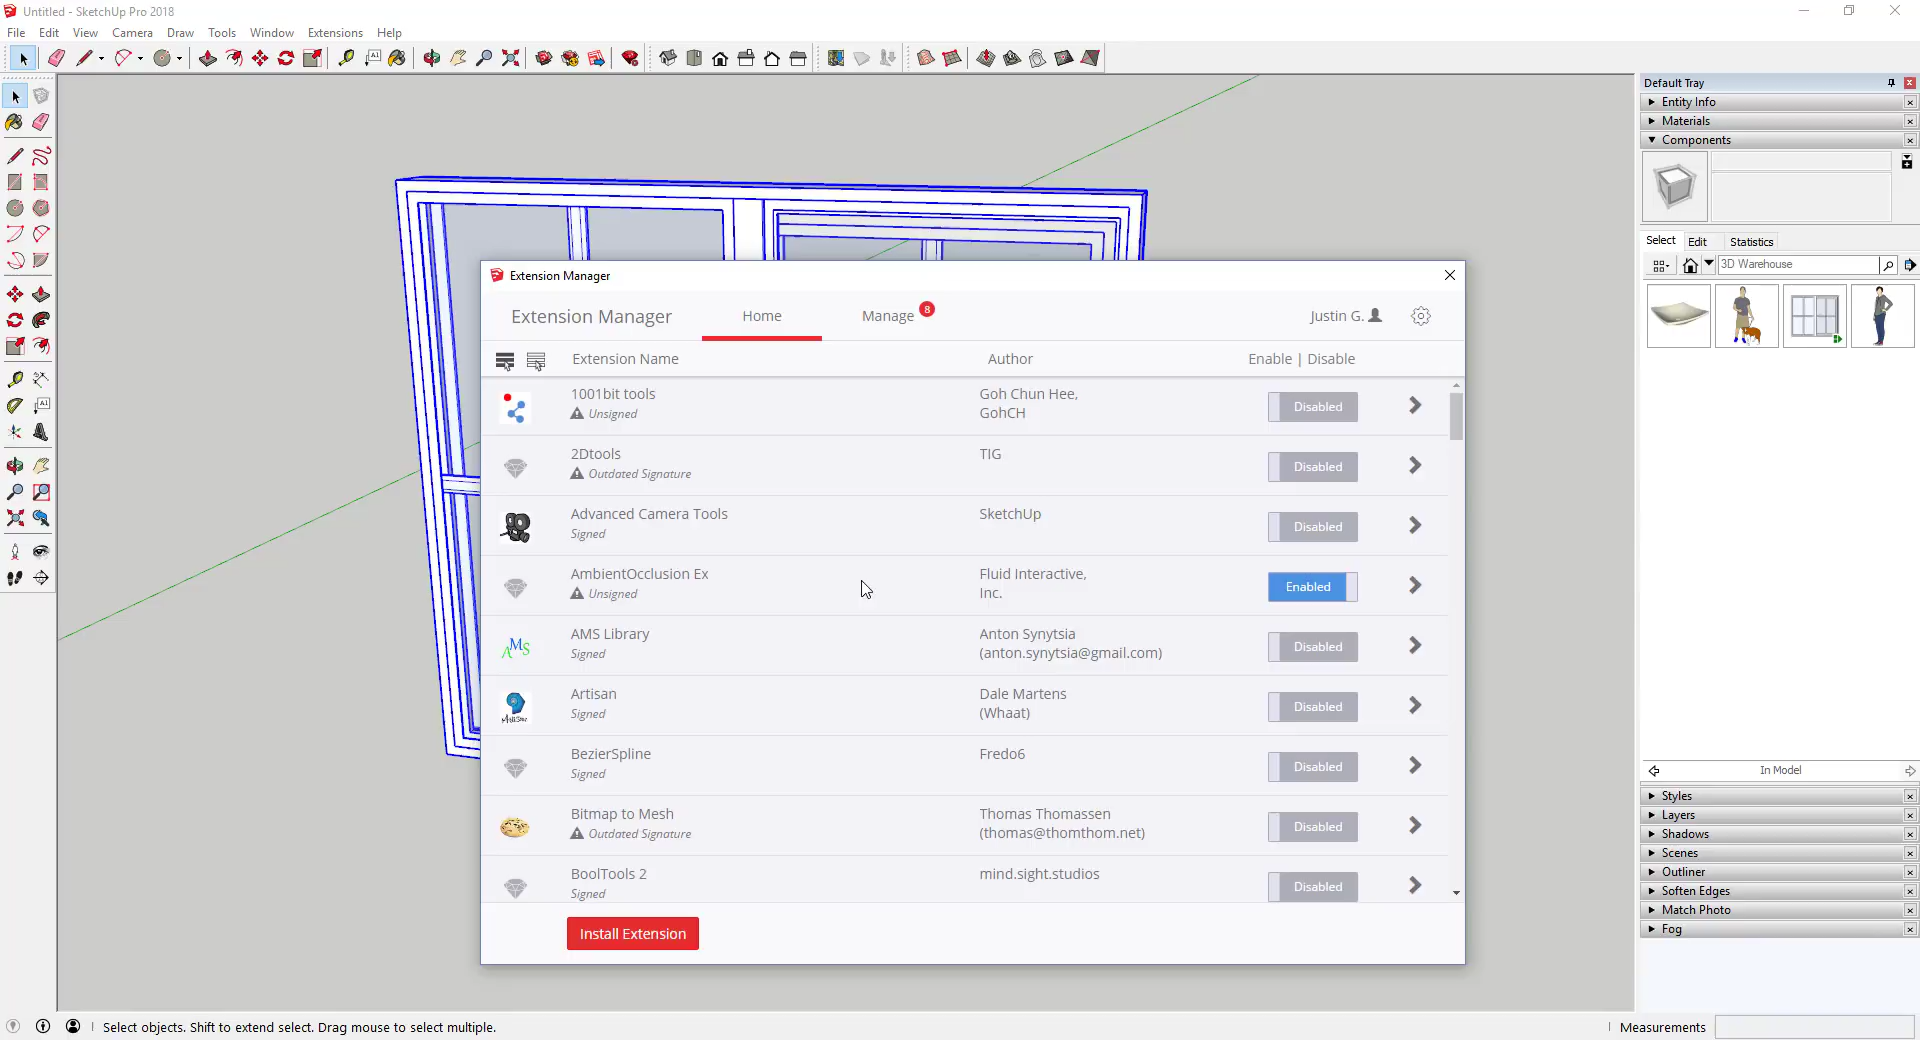 Untitled - SketchUp Pro 2018
File Edit View Camera Draw Tools Window Extensions Help
Default Tray
Entity Info
Materials
Components
Select Edit Statistics
3D Warehouse
In Model
Styles
Layers
Shadows
Scenes
Outliner
Soften Edges
Match Photo
Fog
Extension Manager
Extension Manager Home Manage 8 Justin G.
Extension Name Author Enable | Disable
1001bit tools
Unsigned
Goh Chun Hee,
GohCH
Disabled
2Dtools
Outdated Signature
TIG
Disabled
Advanced Camera Tools
Signed
SketchUp
Disabled
AmbientOcclusion Ex
Unsigned
Fluid Interactive,
Inc.
Enabled
AMS
AMS Library
Signed
Anton Synytsia
(anton.synytsia@gmail.com)
Disabled
Artisan
Signed
Dale Martens
(Whaat)
Disabled
BezierSpline
Signed
Fredo6
Disabled
Bitmap to Mesh
Outdated Signature
Thomas Thomassen
(thomas@thomthom.net)
Disabled
BoolTools 2
Signed
mind.sight.studios
Disabled
Install Extension
Select objects. Shift to extend select. Drag mouse to select multiple.
Measurements